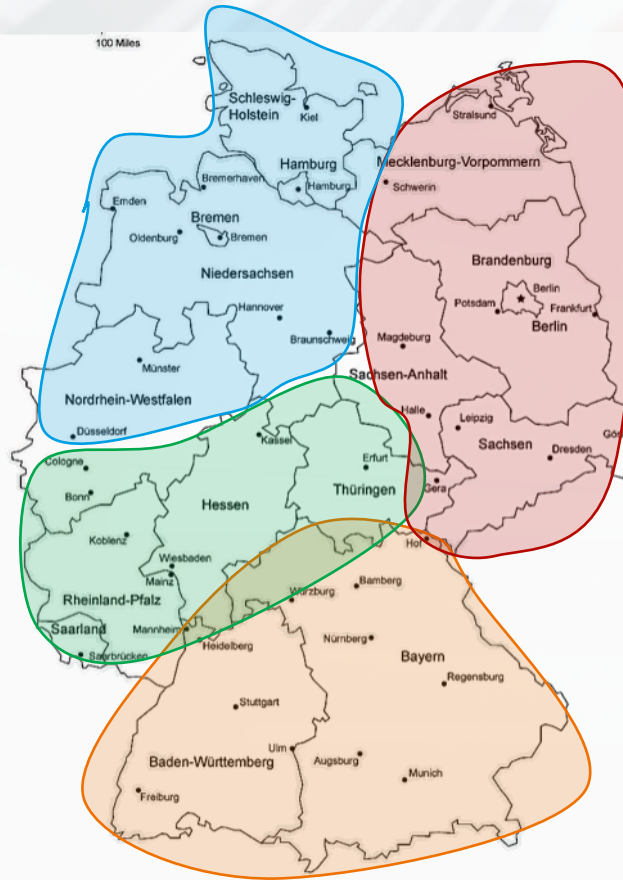 100 Miles
Schleswig-
Holstein
Kiel
Stralsund
Mecklenburg-Vorpommern
Hamburg
Hamburg
Schwerin
Bremerhaven
Emden
Bremen
Oldenburg
Bremen
Niedersachsen
Brandenburg
Berlin
Hannover
Potsdam
Frankfurt
Berlin
Braunschweig
Magdeburg
Münster
Sachsen-Anhalt
Nordrhein-Westfalen
Halle
Leipzig
Düsseldorf
Kassel
Sachsen
Gör
Cologne
Erfurt
Dresden
Bonn
Gera
Thüringen
Hessen
Koblenz
Hof
Wiesbaden
Mainz
Bamberg
Rheinland-Pfalz
Würzburg
Saarland
Mannheim
Nürnberg
Heidelberg
Saarbrücken
Bayern
Regensburg
Stuttgart
Ulm
Baden-Württemberg
Augsburg
Munich
Freiburg